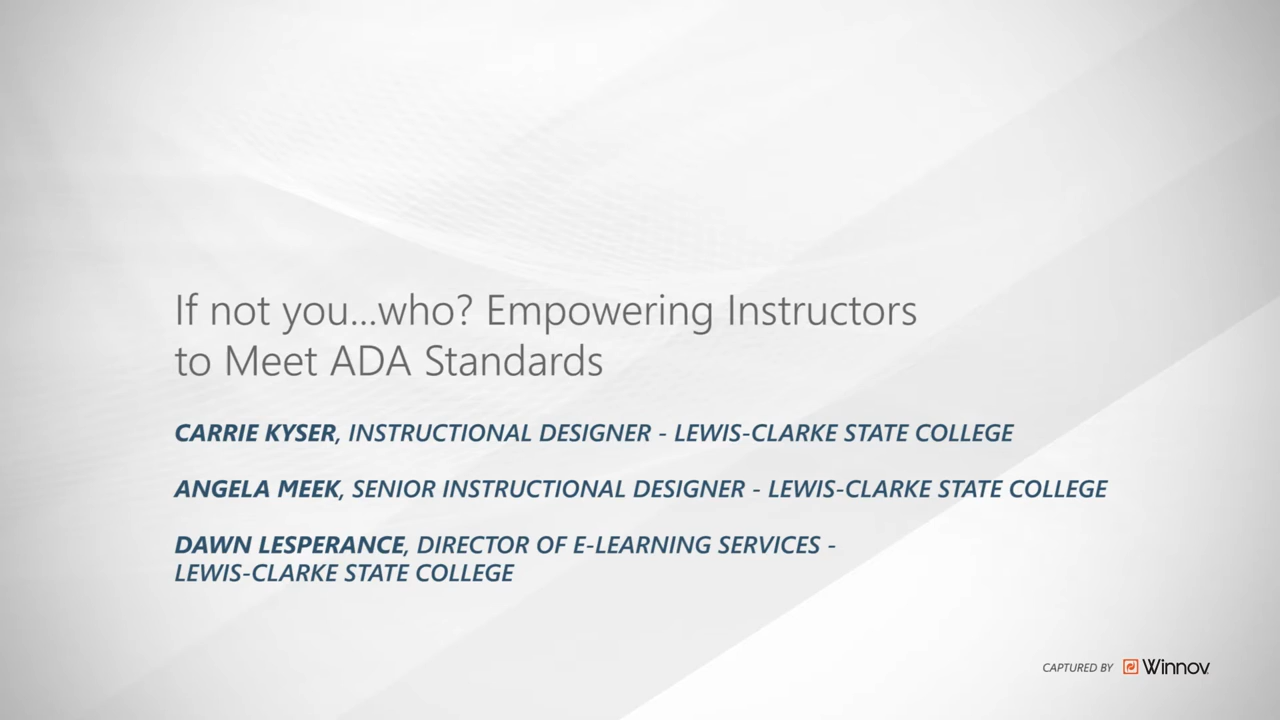 If not you...who? Empowering Instructors
to Meet ADA Standards
CARRIE KYSER, INSTRUCTIONAL DESIGNER - LEWIS-CLARKE STATE COLLEGE
ANGELA MEEK, SENIOR INSTRUCTIONAL DESIGNER - LEWIS-CLARKE STATE COLLEGE
DAWN LESPERANCE, DIRECTOR OF E-LEARNING SERVICES -
LEWIS-CLARKE STATE COLLEGE
CAPTURED BY Winnov